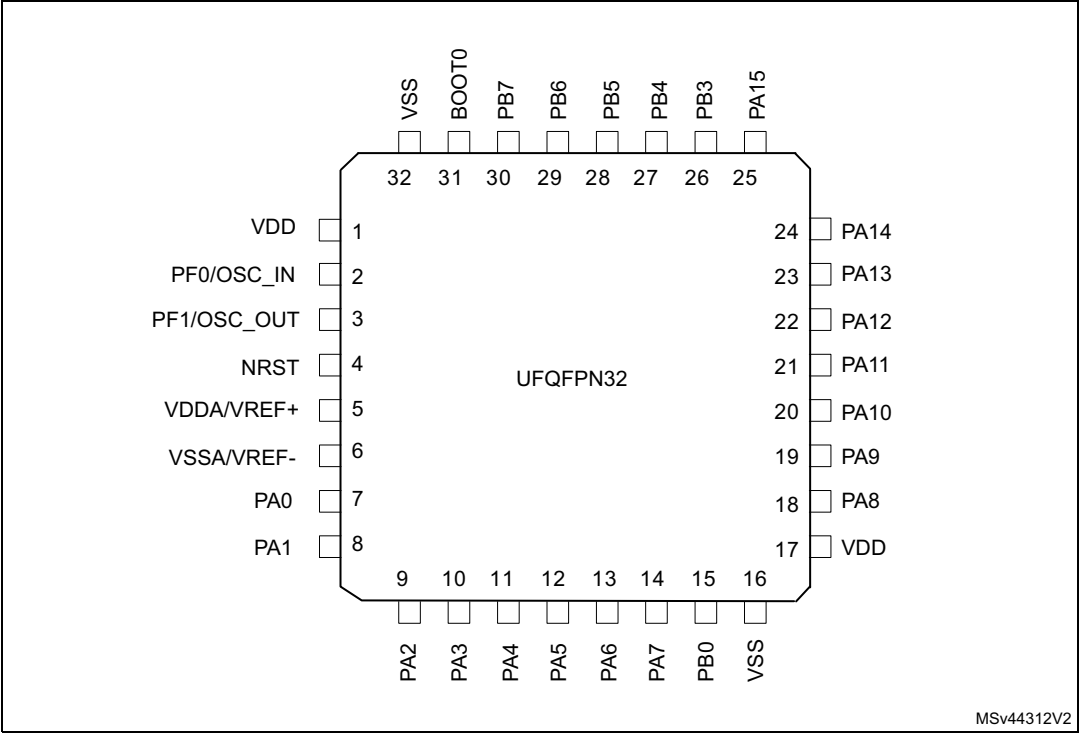 VSS BOOT0 PB7 PB6 PB5 PB4 PB3 PA15
32 31 30 29 28 27 26 25
VDD 1 24 PA14
PF0/OSC_IN 2 23 PA13
PF1/OSC_OUT 3 22 PA12
NRST 4 21 PA11
UFQFPN32
VDDA/VREF+ 5 20 PA10
VSSA/VREF- 6 19 PA9
PA0 7 18 PA8
PA1 8 17 VDD
9 10 11 12 13 14 15 16
PA2 PA3 PA4 PA5 PA6 PA7 PB0 VSS
MSv44312V2